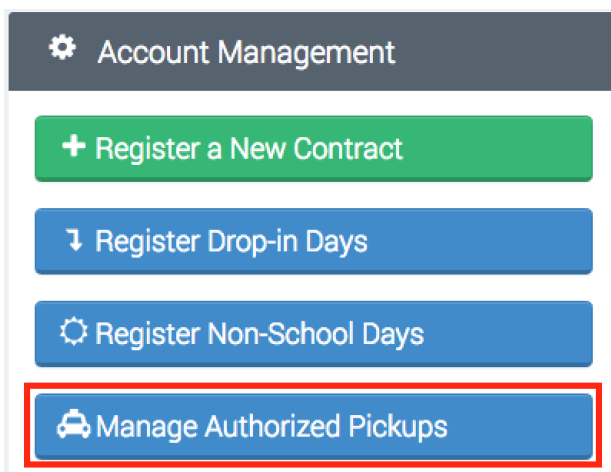 Account Management
Register a New Contract
Register Drop-in Days
Register Non-School Days
Manage Authorized Pickups